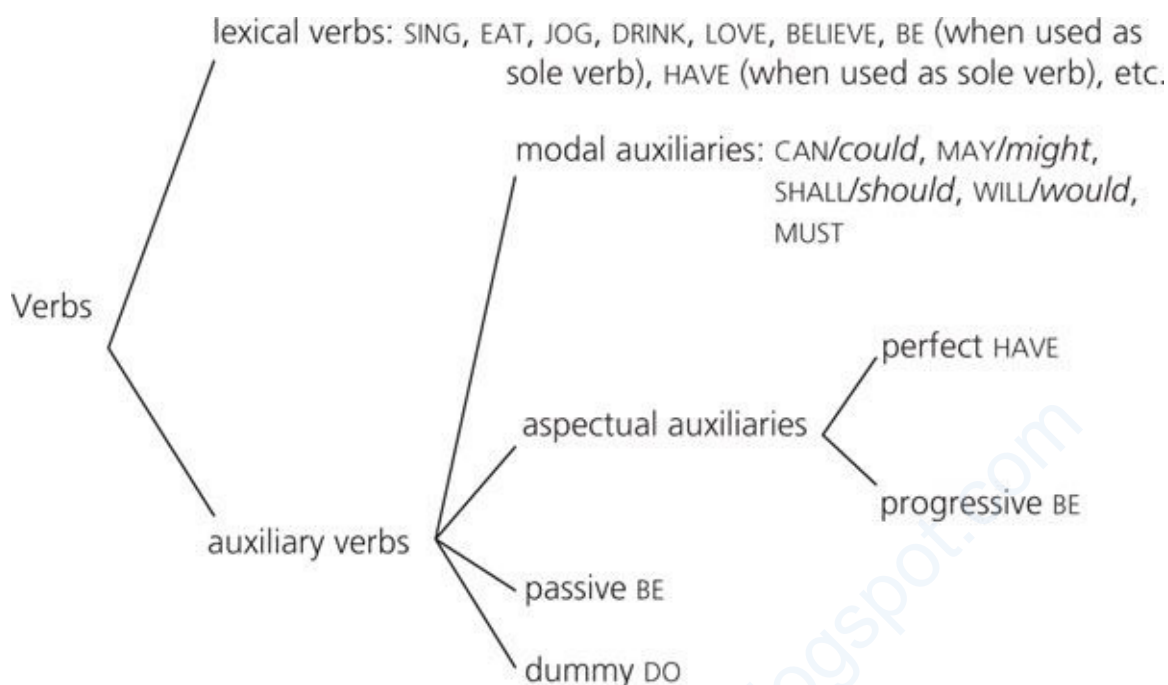 lexical verbs: SING, EAT, JOG, DRINK, LOVE, BELIEVE, BE (when used as
sole verb), HAVE (when used as sole verb), etc.
modal auxiliaries: CAN/could, MAY/might,
SHALL/should, WILL/would,
MUST
Verbs
perfect HAVE
aspectual auxiliaries
progressive BE
auxiliary verbs
passive BE
dummy DO
ngspot.com